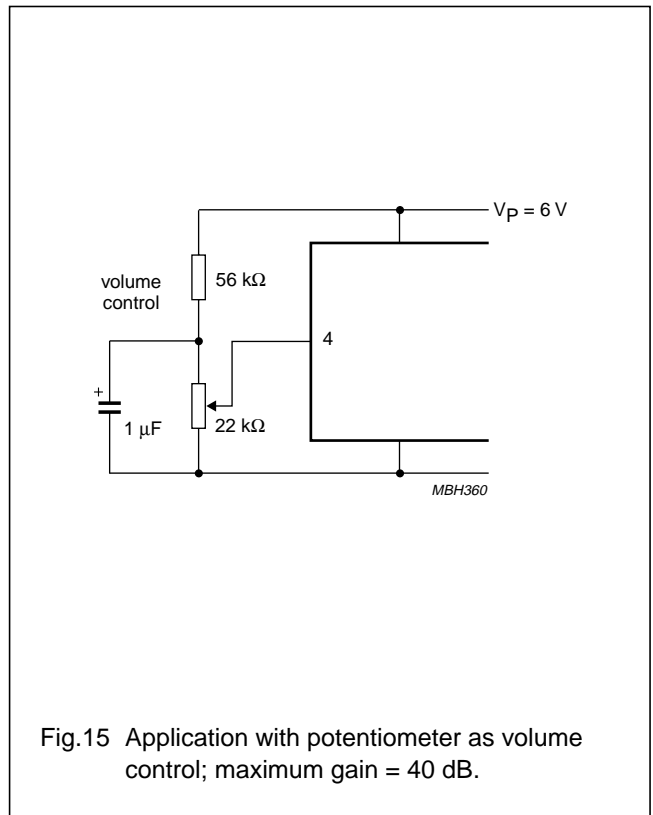 V_P = 6 V
volume
control
56 kΩ
4
+
1 μF
22 kΩ
MBH360
Fig.15 Application with potentiometer as volume
control; maximum gain = 40 dB.